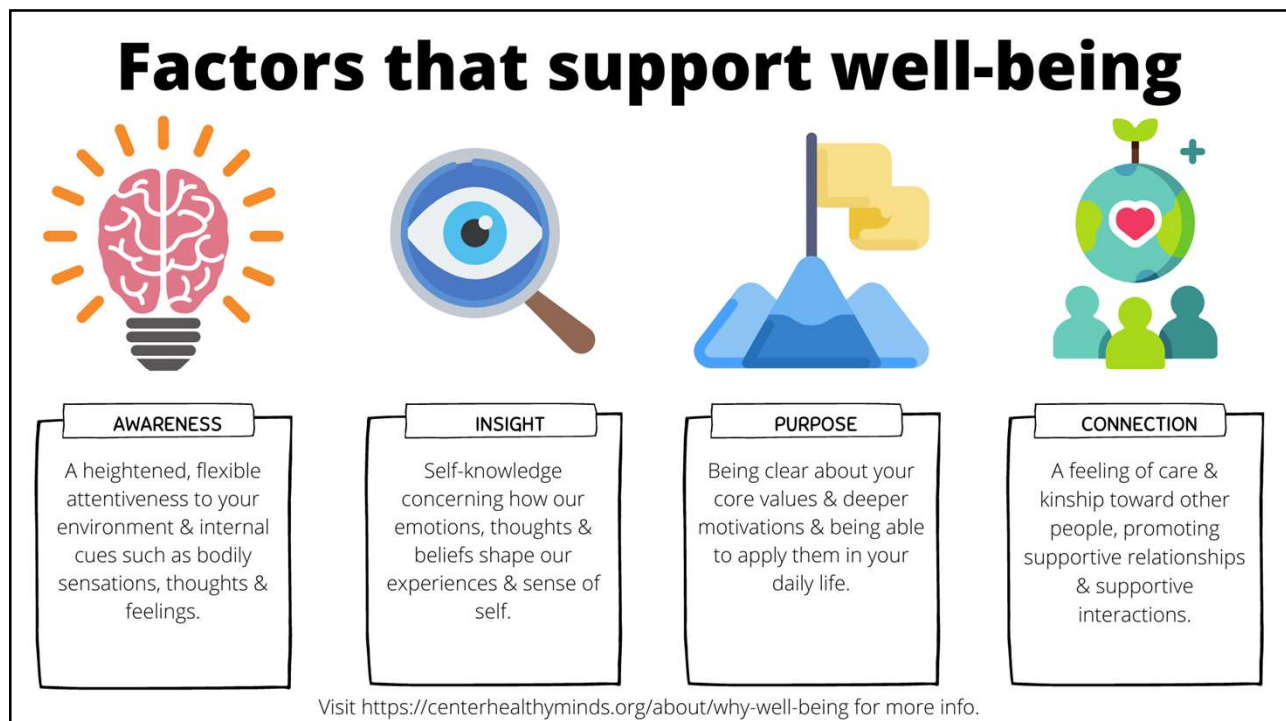 Factors that support well-being
AWARENESS
A heightened, flexible
attentiveness to your
environment & internal
cues such as bodily
sensations, thoughts &
feelings.
INSIGHT
Self-knowledge
concerning how our
emotions, thoughts &
beliefs shape our
experiences & sense of
self.
PURPOSE
Being clear about your
core values & deeper
motivations & being able
to apply them in your
daily life.
CONNECTION
A feeling of care &
kinship toward other
people, promoting
supportive relationships
& supportive
interactions.
Visit https://centerhealthyminds.org/about/why-well-being for more info.